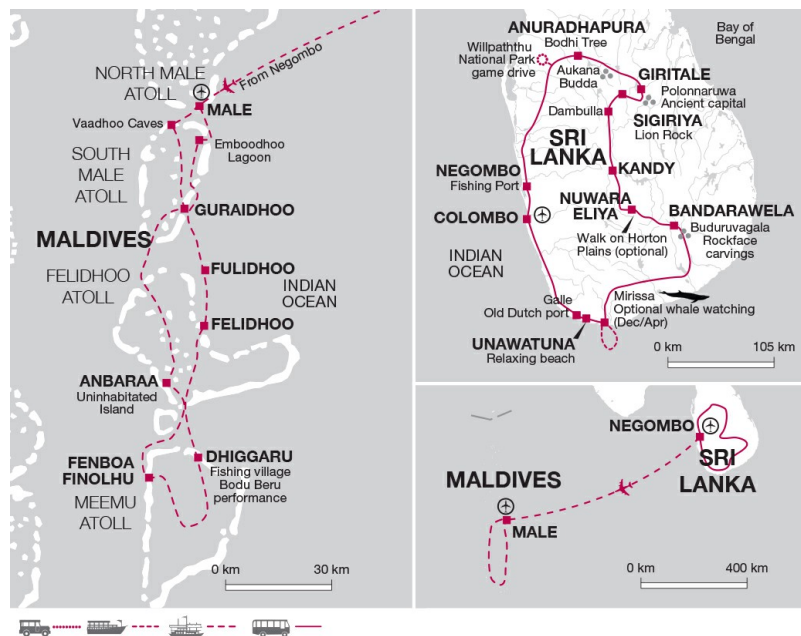 NORTH MALE
ATOLL
From Negombo
MALE
Vaadhoo Caves
Emboodhoo
Lagoon
SOUTH
MALE
ATOLL
GURAIDHOO
MALDIVES
FELIDHOO
ATOLL
FULIDHOO
INDIAN
OCEAN
FELIDHOO
ANBARAA
Uninhabited
Island
FENBOA
FINOLHU
DHIGGARU
Fishing village
Bodu Beru
performance
MEEMU
ATOLL
0 km
30 km
ANURADHAPURA
Bodhi Tree
Bay of
Bengal
Willpaththu
National Park
game drive
Aukana
Budda
GIRITALE
Polonnaruwa
Ancient capital
Dambulla
SIGIRIYA
Lion Rock
SRI
LANKA
KANDY
NEGOMBO
Fishing Port
NUWARA
ELIYA
COLOMBO
BANDARAWELA
Buduruvagala
Rockface
carvings
Walk on Horton
Plains (optional)
INDIAN
OCEAN
Galle
Old Dutch port
Mirissa
Optional whale watching
(Dec/Apr)
UNAWATUNA
Relaxing beach
0 km
105 km
NEGOMBO
SRI
LANKA
MALDIVES
MALE
0 km
400 km